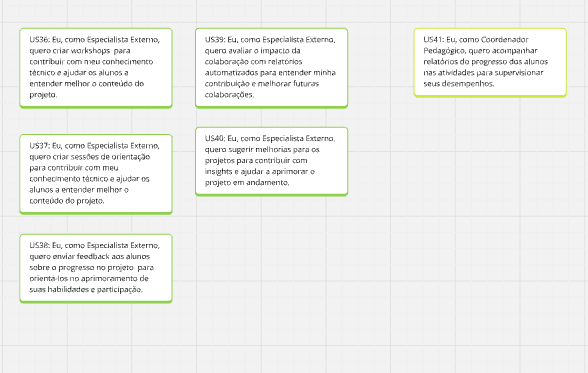 US36: Eu, como Especialista Externo,
quero criar workshops para
contribuir com meu conhecimento
técnico e ajudar os alunos a
entender melhor o conteúdo do
projeto.
US37: Eu, como Especialista Externo,
quero criar sessões de orientação
para contribuir com meu
conhecimento técnico e ajudar os
alunos a entender melhor o
conteúdo do projeto.
US38: Eu, como Especialista Externo,
quero enviar feedback aos alunos
sobre o progresso no projeto para
orientá-los no aprimoramento de
suas habilidades e participação.
US39: Eu, como Especialista Externo,
quero avaliar o impacto da
colaboração com relatórios
automatizados para entender minha
contribuição e melhorar futuras
colaborações.
US40: Eu, como Especialista Externo,
quero sugerir melhorias para os
projetos para contribuir com
insights e ajudar a aprimorar o
projeto em andamento.
US41: Eu, como Coordenador
Pedagógico, quero acompanhar
relatórios do progresso dos alunos
nas atividades para supervisionar
seus desempenhos.